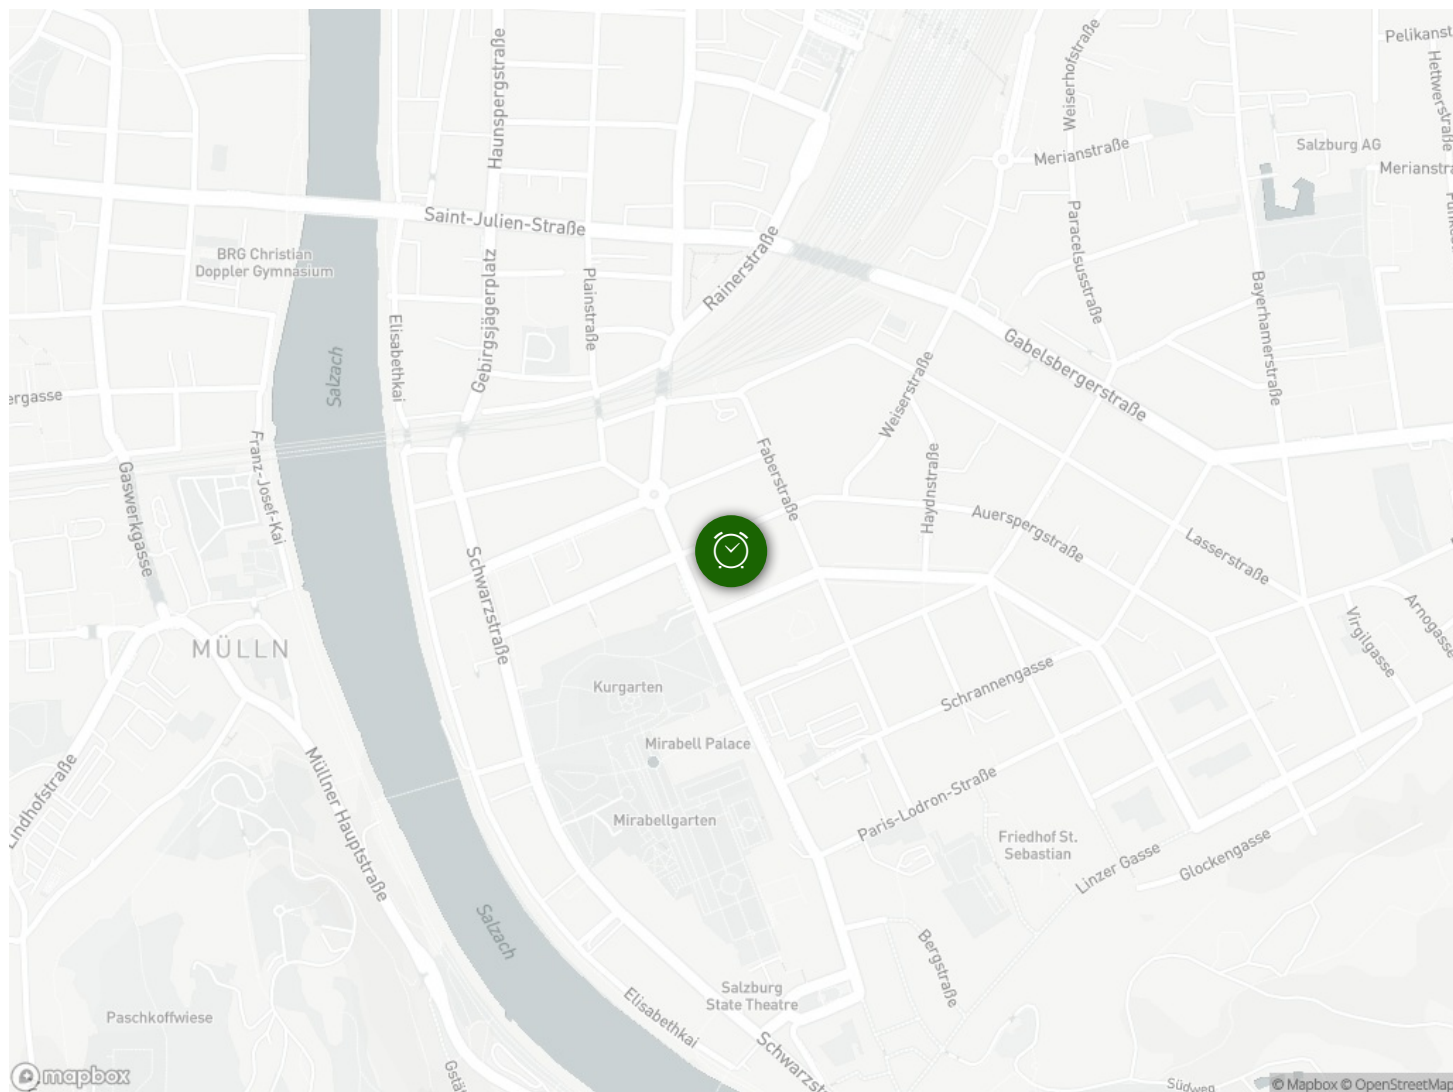 Pelikanst
Hettwerstraße
Weiserhofstraße
Haunspergstraße
Salzburg AG
Merianstraße
Merianstra
Saint-Julien-Straße
Paracelsusstraße
Rainerstraße
BRG Christian
Doppler Gymnasium
Gebirgsjägerplatz
Plainstraße
Bayerhamerstraße
Elisabethkai
Salzach
Gabelsbergerstraße
Weiserstraße
ergasse
Franz-Josef-Kai
Gaswerkgasse
Faberstraße
Haydnstraße
Auerspergstraße
Lasserstraße
Schwarzstraße
Virgilgasse
Arnogasse
MÜLLN
Schrannengasse
Kurgarten
Mirabell Palace
Lindhofstraße
Müllner Hauptstraße
Mirabellgarten
Paris-Lodron-Straße
Friedhof St.
Sebastian
Linzer Gasse
Glockengasse
Salzach
Bergstraße
Salzburg
State Theatre
Paschkoffwiese
Elisabethkai
Schwarzst
Gstä
mapbox
Südweg
© Mapbox © OpenStreetMap